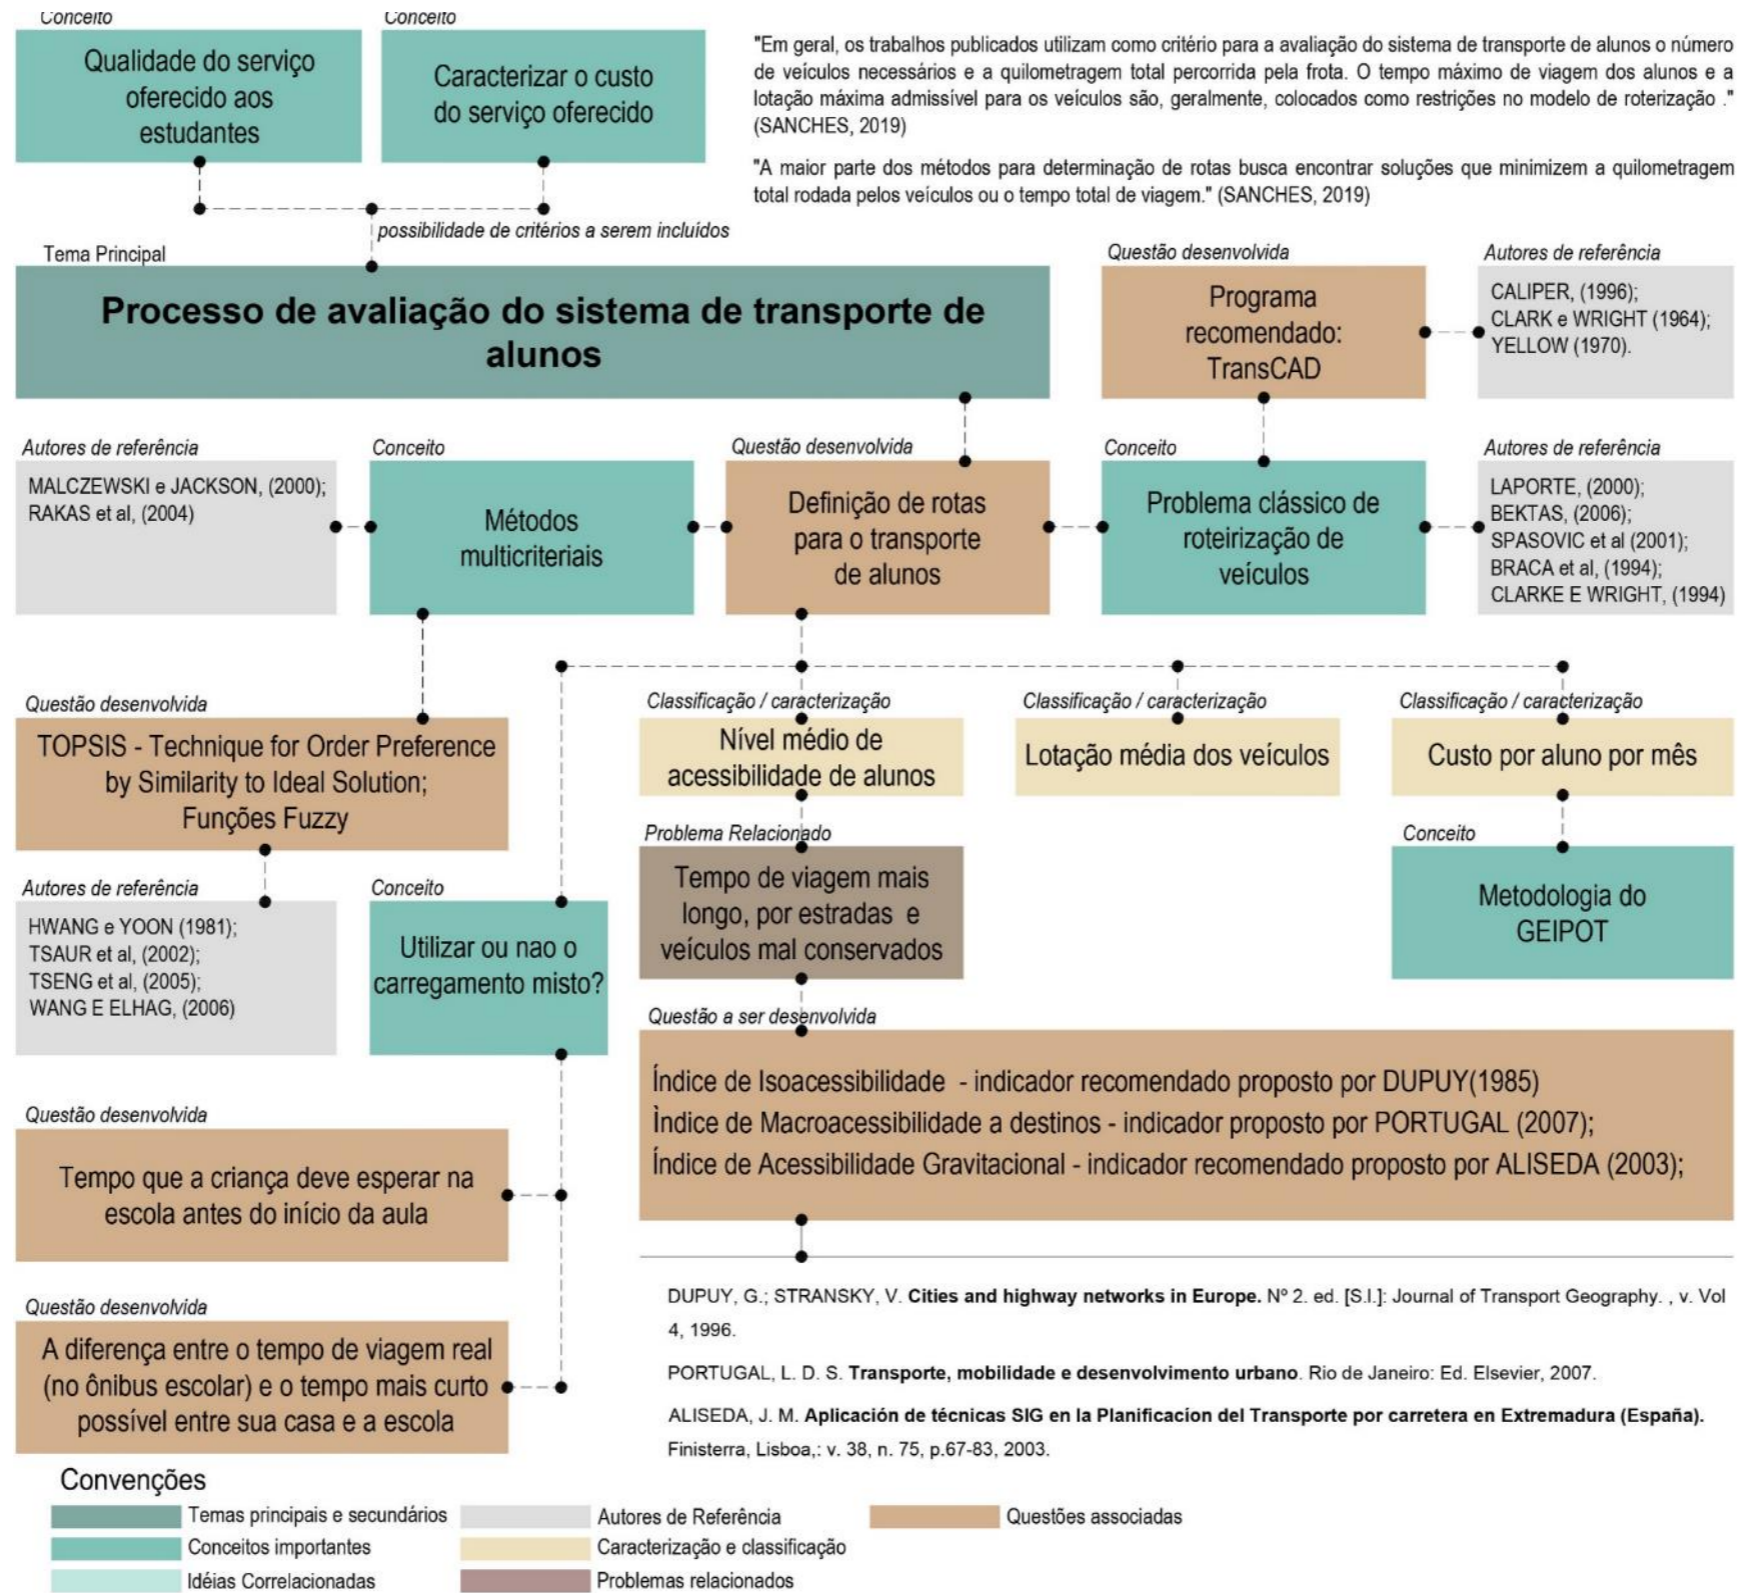 Conceito
Qualidade do serviço
oferecido aos
estudantes
Conceito
Caracterizar o custo
do serviço oferecido
"Em geral, os trabalhos publicados utilizam como critério para a avaliação do sistema de transporte de alunos o número
de veículos necessários e a quilometragem total percorrida pela frota. O tempo máximo de viagem dos alunos e a
lotação máxima admissível para os veículos são, geralmente, colocados como restrições no modelo de roterização ."
(SANCHES, 2019)
"A maior parte dos métodos para determinação de rotas busca encontrar soluções que minimizem a quilometragem
total rodada pelos veículos ou o tempo total de viagem." (SANCHES, 2019)
possibilidade de critérios a serem incluídos
Tema Principal
Processo de avaliação do sistema de transporte de
alunos
Questão desenvolvida
Programa
recomendado:
TransCAD
Autores de referência
CALIPER, (1996);
CLARK e WRIGHT (1964);
YELLOW (1970).
Autores de referência
MALCZEWSKI e JACKSON, (2000);
RAKAS et al, (2004)
Conceito
Métodos
multicriteriais
Questão desenvolvida
Definição de rotas
para o transporte
de alunos
Conceito
Problema clássico de
roteirização de
veículos
Autores de referência
LAPORTE, (2000);
BEKTAS, (2006);
SPASOVIC et al (2001);
BRACA et al, (1994);
CLARKE E WRIGHT, (1994)
Questão desenvolvida
TOPSIS - Technique for Order Preference
by Similarity to Ideal Solution;
Funções Fuzzy
Classificação / caracterização
Nível médio de
acessibilidade de alunos
Classificação / caracterização
Lotação média dos veículos
Classificação / caracterização
Custo por aluno por mês
Problema Relacionado
Tempo de viagem mais
longo, por estradas e
veículos mal conservados
Conceito
Metodologia do
GEIPOT
Autores de referência
HWANG e YOON (1981);
TSAUR et al, (2002);
TSENG et al, (2005);
WANG E ELHAG, (2006)
Conceito
Utilizar ou nao o
carregamento misto?
Questão a ser desenvolvida
Índice de Isoacessibilidade - indicador recomendado proposto por DUPUY(1985)
Ìndice de Macroacessibilidade a destinos - indicador proposto por PORTUGAL (2007);
Índice de Acessibilidade Gravitacional - indicador recomendado proposto por ALISEDA (2003);
Questão desenvolvida
Tempo que a criança deve esperar na
escola antes do início da aula
Questão desenvolvida
A diferença entre o tempo de viagem real
(no ônibus escolar) e o tempo mais curto
possível entre sua casa e a escola
DUPUY, G.; STRANSKY, V. Cities and highway networks in Europe. Nº 2. ed. [S.l.]: Journal of Transport Geography. , v. Vol
4, 1996.
PORTUGAL, L. D. S. Transporte, mobilidade e desenvolvimento urbano. Rio de Janeiro: Ed. Elsevier, 2007.
ALISEDA, J. M. Aplicación de técnicas SIG en la Planificacion del Transporte por carretera en Extremadura (España).
Finisterra, Lisboa,: v. 38, n. 75, p.67-83, 2003.
Convenções
Temas principais e secundários
Autores de Referência
Questões associadas
Conceitos importantes
Caracterização e classificação
Idéias Correlacionadas
Problemas relacionados